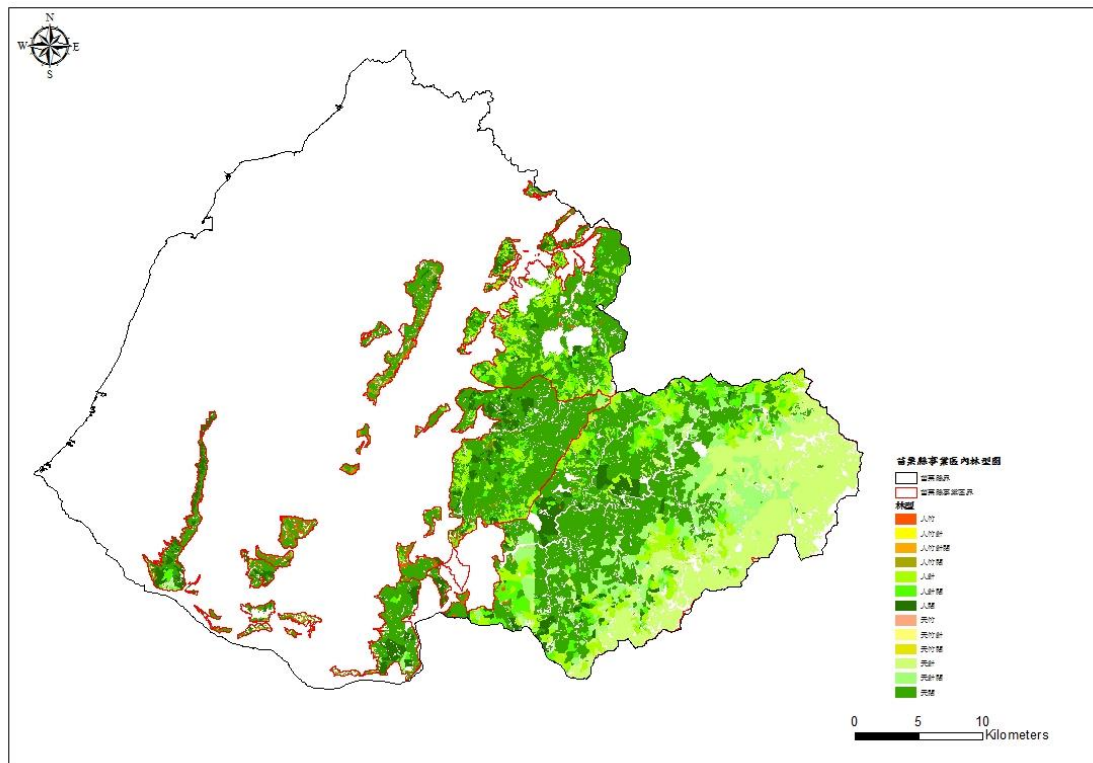 N
W E
S
苗栗縣事業區內林型圖
苗栗縣界
苗栗縣事業區界
林型
人竹
人竹針
人竹針闊
人竹闊
人針
人針闊
人闊
天竹
天竹針
天竹闊
天針
天針闊
天闊
0 5 10
Kilometers